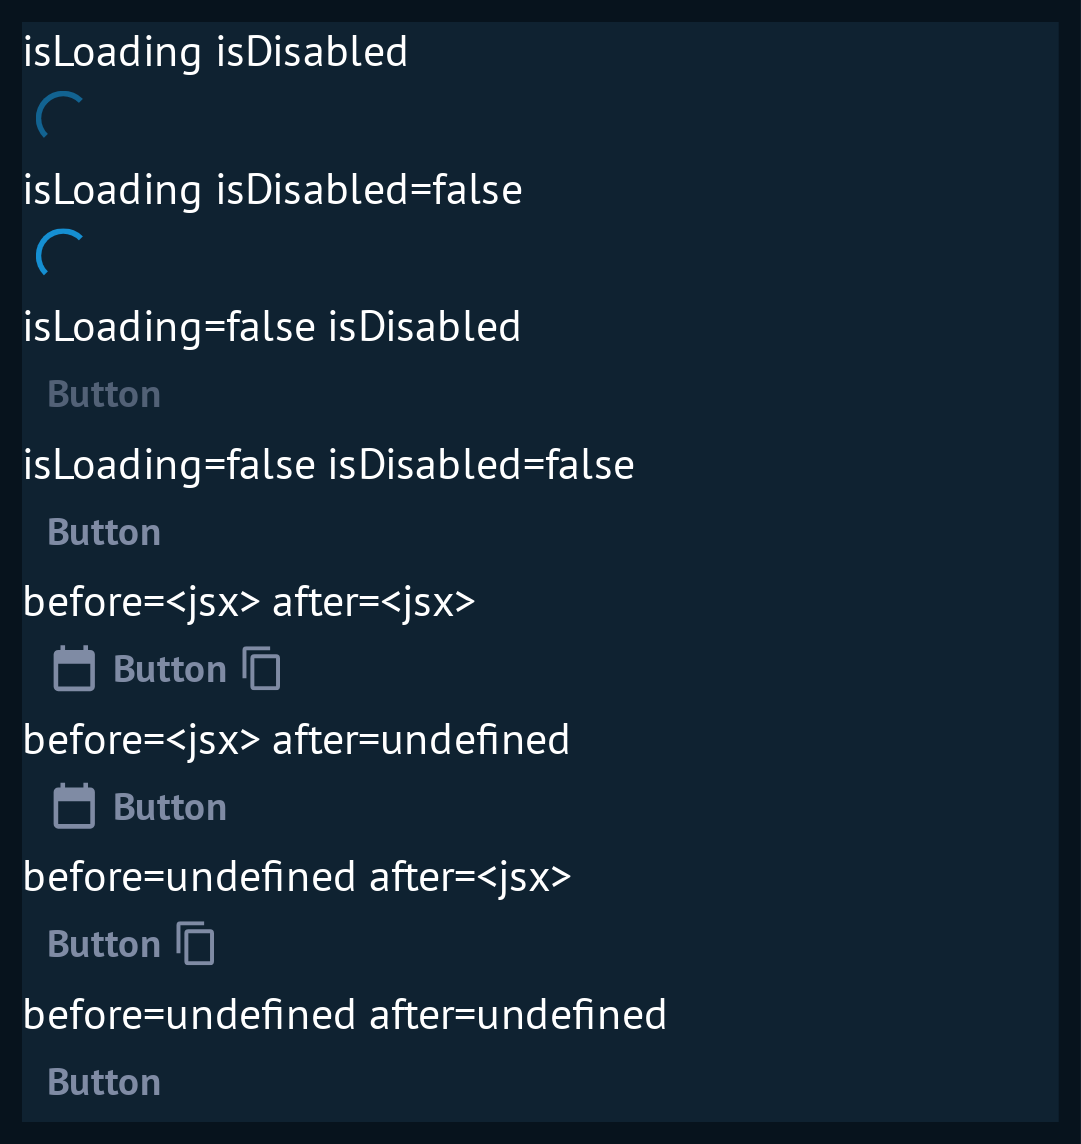 isLoading isDisabled
isLoading isDisabled=false
isLoading=false isDisabled
Button
isLoading=false isDisabled=false
Button
before=<jsx> after=<jsx>
Button
before=<jsx> after=undefined
Button
before=undefined after=<jsx>
Button
before=undefined after=undefined
Button